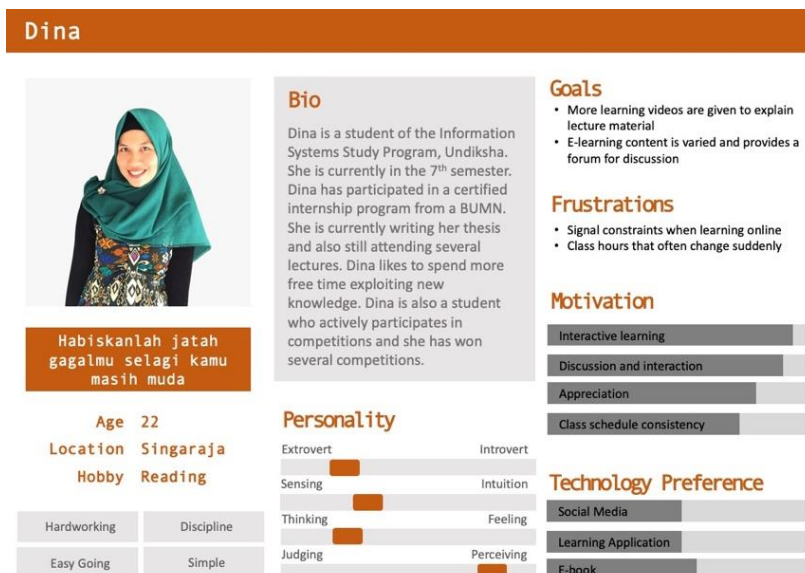 Dina
Habiskanlah jatah
gagalmu selagi kamu
masih muda
Age 22
Location Singaraja
Hobby Reading
Hardworking
Discipline
Easy Going
Simple
Bio
Dina is a student of the Information
Systems Study Program, Undiksha.
She is currently in the 7th semester.
Dina has participated in a certified
internship program from a BUMN.
She is currently writing her thesis
and also still attending several
lectures. Dina likes to spend more
free time exploiting new
knowledge. Dina is also a student
who actively participates in
competitions and she has won
several competitions.
Personality
Extrovert Introvert
Sensing Intuition
Thinking Feeling
Judging Perceiving
Goals
• More learning videos are given to explain
lecture material
• E-learning content is varied and provides a
forum for discussion
Frustrations
• Signal constraints when learning online
• Class hours that often change suddenly
Motivation
Interactive learning
Discussion and interaction
Appreciation
Class schedule consistency
Technology Preference
Social Media
Learning Application
E-book